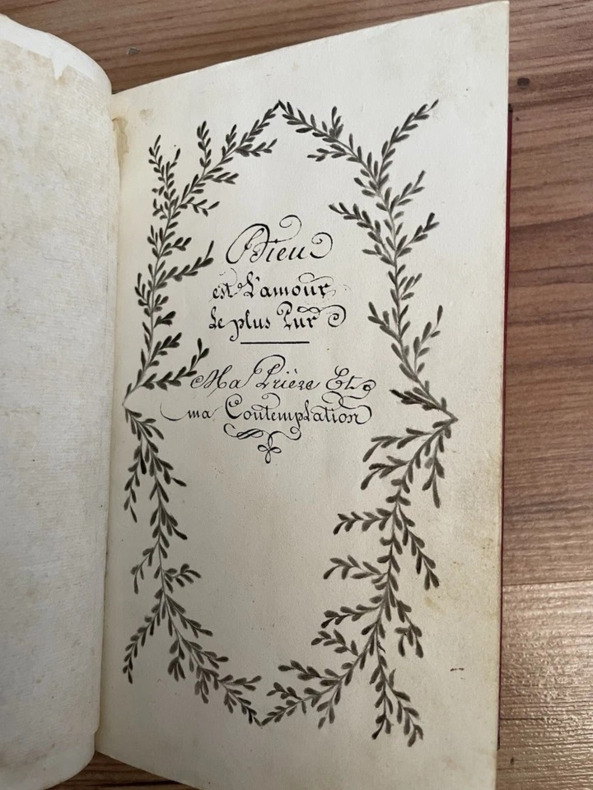 Dieu
est L'amour
Le plus Pur
Ma Prière Et
ma Contemplation